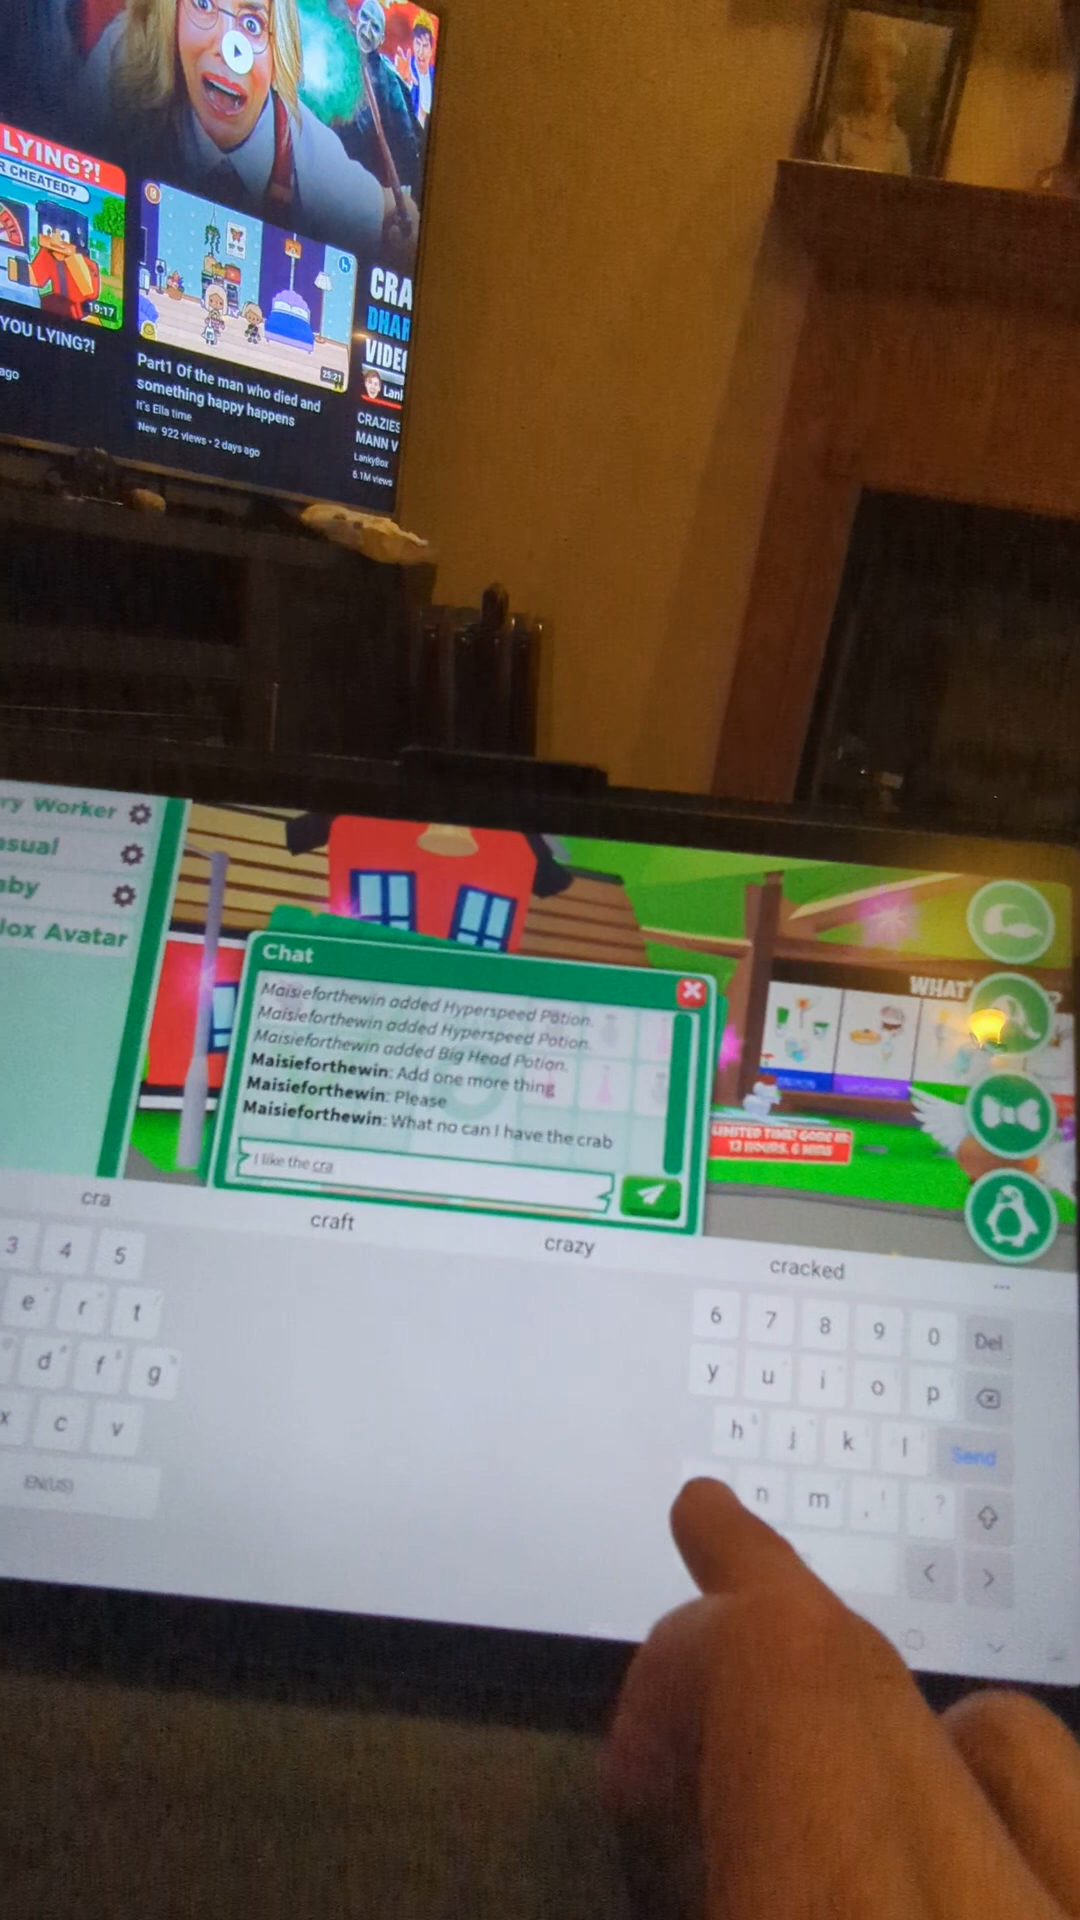 LYING?!
R CHEATED?
19:17
YOU LYING?!
ago
25:21
Part1 Of the man who died and
something happy happens
It's Ella time
New 922 views • 2 days ago
CRA
DHAR
VIDE
Lank
CRAZIES
MANN V
LankyBox
6.1M views
ry Worker
asual
aby
lox Avatar
Chat
Maisieforthewin added Hyperspeed Potion.
Maisieforthewin added Hyperspeed Potion.
Maisieforthewin added Big Head Potion.
Maisieforthewin: Add one more thing
Maisieforthewin: Please
Maisieforthewin: What no can I have the crab
I like the cra
WHAT'
?
LIMITED TIME! GONE IN:
13 HOURS, 6 MINS
cra
craft
crazy
cracked
...
3 4 5
6 7 8 9 0 Del
e r t
y u i o p
d f g
h j k l Send
x c v
n m , ! . ?
EN(US)
< >